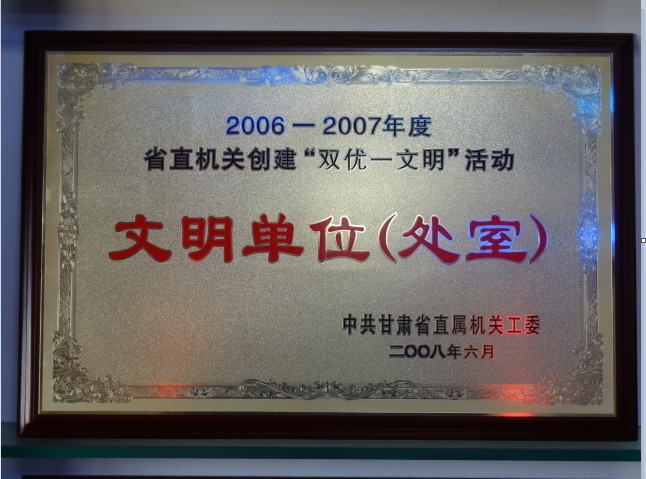 2006－2007年度
省直机关创建“双优一文明”活动
文明单位(处室)
中共甘肃省直属机关工委
二〇〇八年六月